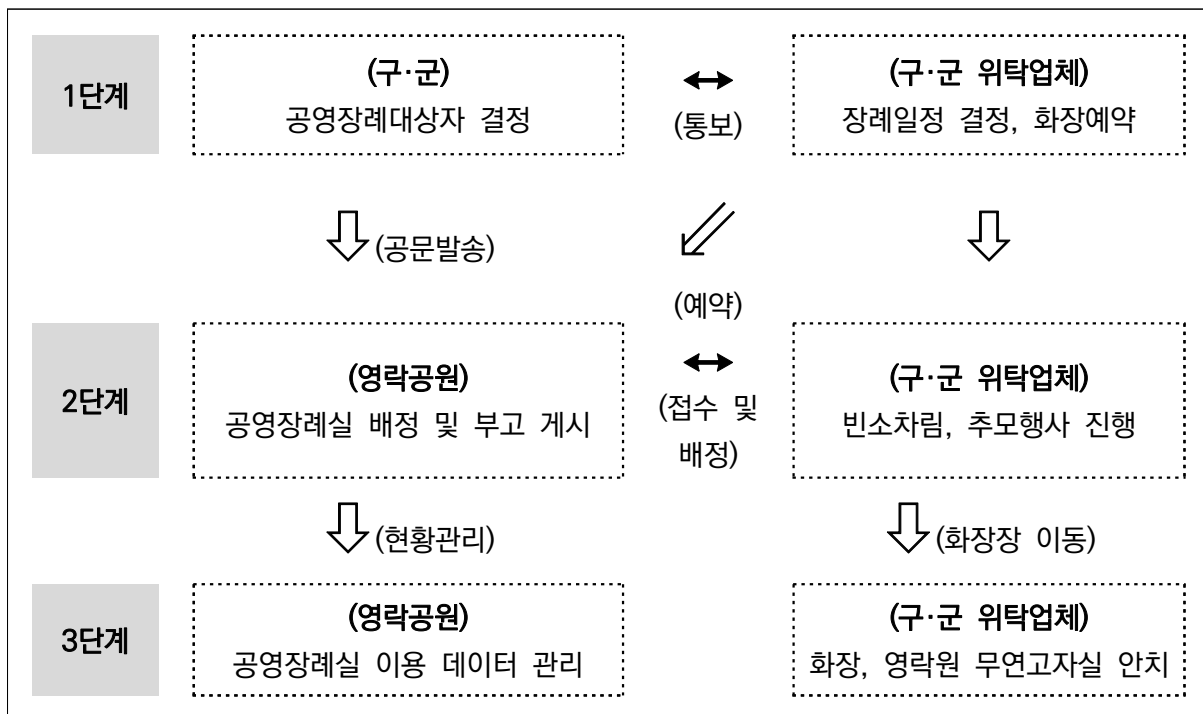 1단계
(구·군)
공영장례대상자 결정
(통보)
(구·군 위탁업체)
장례일정 결정, 화장예약
(공문발송)
(예약)
2단계
(영락공원)
공영장례실 배정 및 부고 게시
(접수 및
배정)
(구·군 위탁업체)
빈소차림, 추모행사 진행
(현황관리)
(화장장 이동)
3단계
(영락공원)
공영장례실 이용 데이터 관리
(구·군 위탁업체)
화장, 영락원 무연고자실 안치